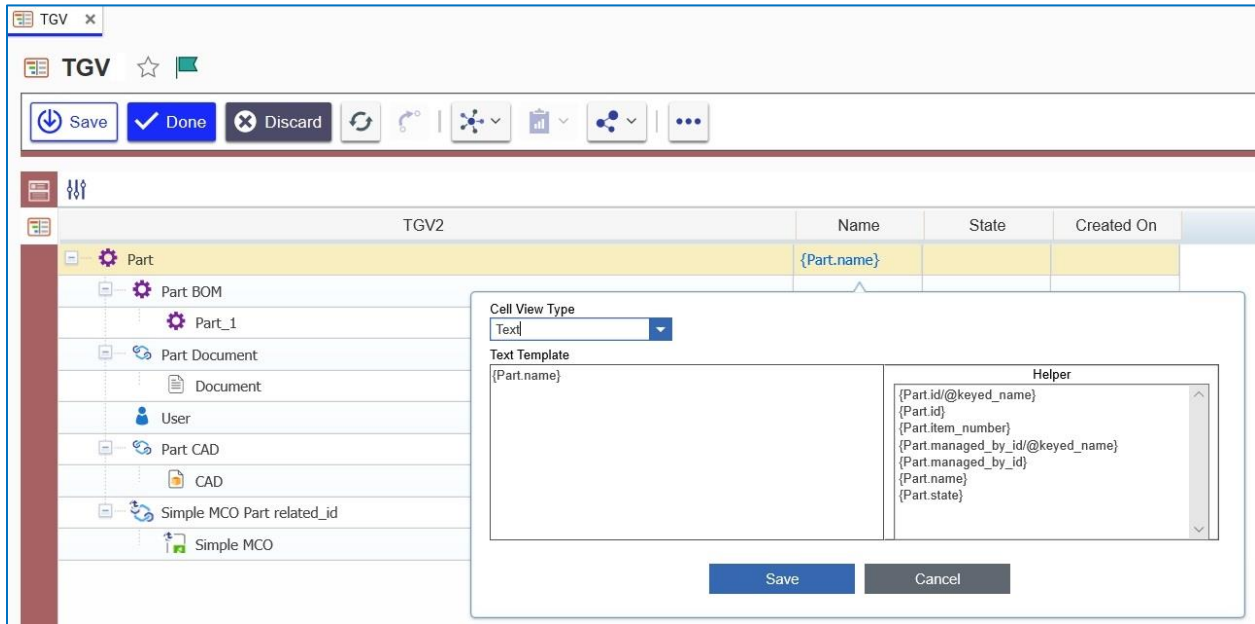 TGV
TGV
Save Done Discard
TGV2 Name State Created On
Part {Part.name}
Part BOM
Part_1
Part Document
Document
User
Part CAD
CAD
Simple MCO Part related_id
Simple MCO
Cell View Type
Text
Text Template
{Part.name}
Helper
{Part.id/@keyed_name}
{Part.id}
{Part.item_number}
{Part.managed_by_id/@keyed_name}
{Part.managed_by_id}
{Part.name}
{Part.state}
Save Cancel